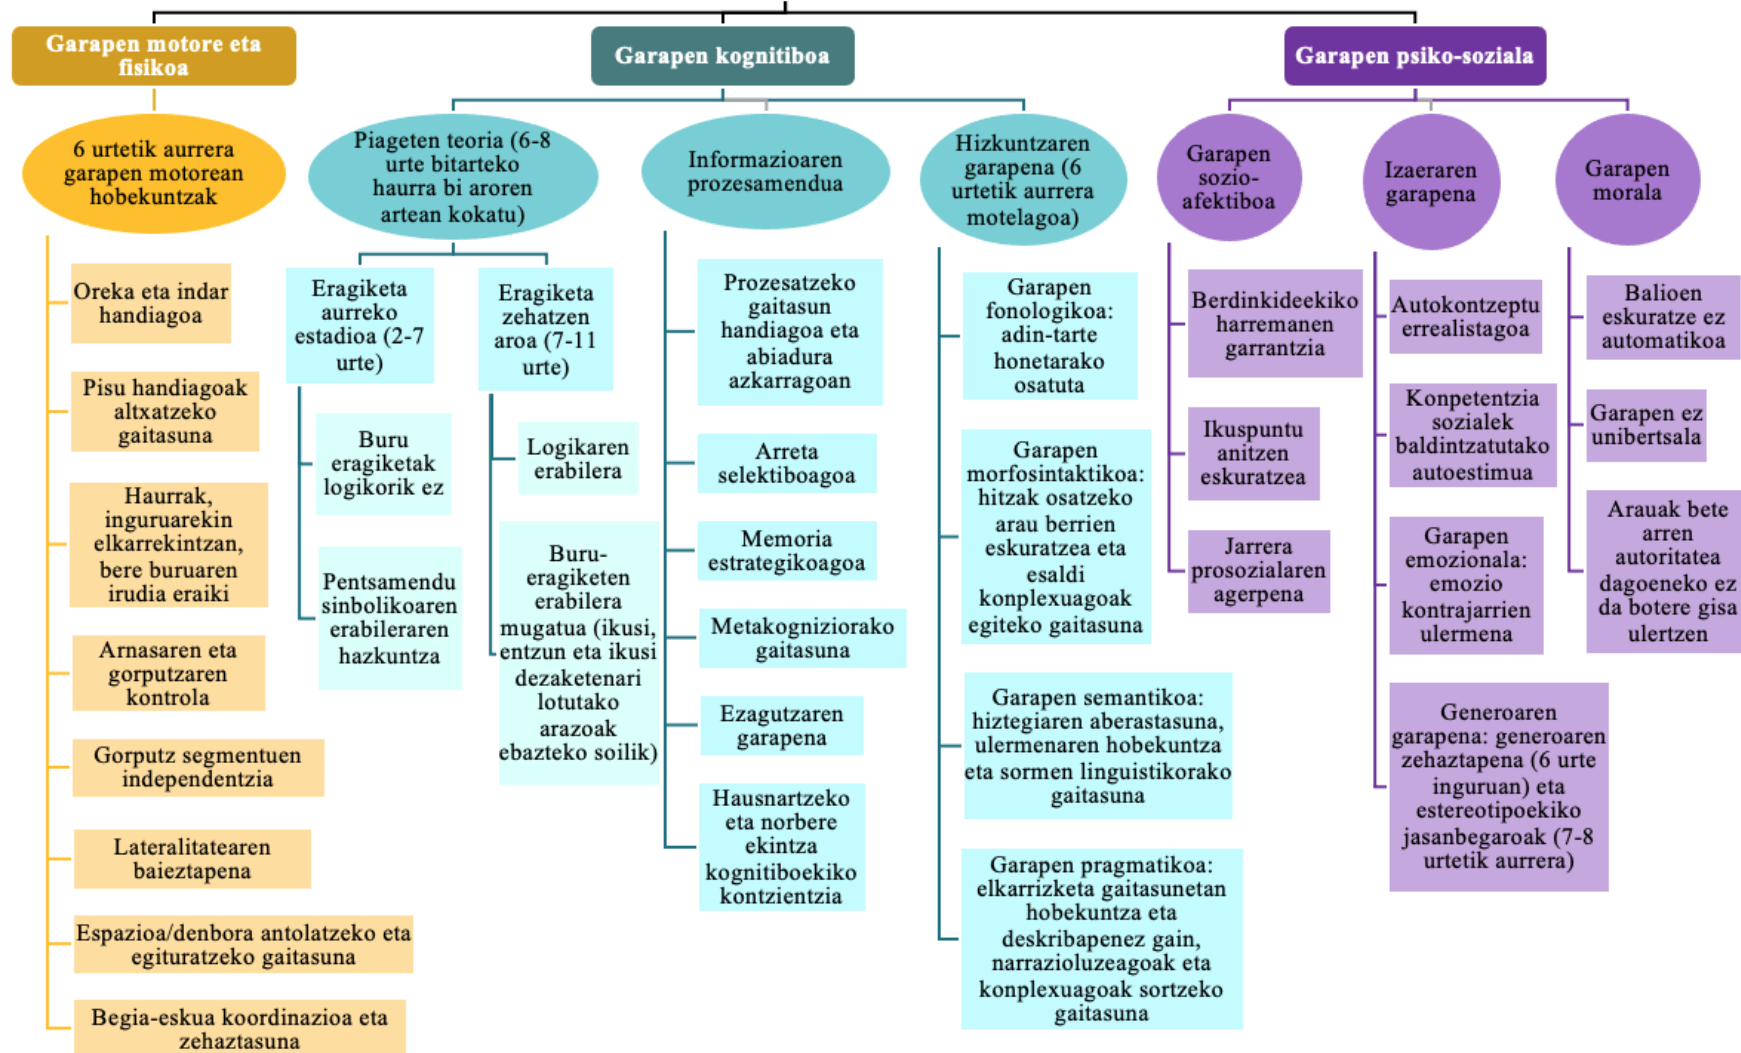 Garapen motore eta
fisikoa
6 urtetik aurrera
garapen motorean
hobekuntzak
Oreka eta indar
handiagoa
Pisu handiagoak
altxatzeko
gaitasuna
Haurrak,
inguruarekin
elkarrekintzan,
bere buruaren
irudia eraiki
Arnasaren eta
gorputzaren
kontrola
Gorputz segmentuen
independentzia
Lateralitatearen
baieztapena
Espazioa/denbora antolatzeko eta
egituratzeko gaitasuna
Begia-eskua koordinazioa eta
zehaztasuna
Garapen kognitiboa
Piageten teoria (6-8
urte bitarteko
haurra bi aroren
artean kokatu)
Eragiketa
aurreko
estadioa (2-7
urte)
Buru
eragiketak
logikorik ez
Pentsamendu
sinbolikoaren
erabileraren
hazkuntza
Eragiketa
zehatzen
aroa (7-11
urte)
Logikaren
erabilera
Buru-
eragiketen
erabilera
mugatua (ikusi,
entzun eta ikusi
dezaketenari
lotutako
arazoak
ebazteko soilik)
Informazioaren
prozesamendua
Prozesatzeko
gaitasun
handiagoa eta
abiadura
azkarragoan
Arreta
selektiboagoa
Memoria
estrategikoagoa
Metakogniziorako
gaitasuna
Ezagutzaren
garapena
Hausnartzeko
eta norbere
ekintza
kognitiboekiko
kontzientzia
Hizkuntzaren
garapena (6
urtetik aurrera
motelagoa)
Garapen
fonologikoa:
adin-tarte
honetarako
osatuta
Garapen
morfosintaktikoa:
hitzak osatzeko
arau berrien
eskuratzea eta
esaldi
konplexuagoak
egiteko gaitasuna
Garapen semantikoa:
hiztegiaren aberastasuna,
ulermenaren hobekuntza
eta sormen linguistikorako
gaitasuna
Garapen pragmatikoa:
elkarrizketa gaitasunetan
hobekuntza eta
deskribapenez gain,
narrazioluzeagoak eta
konplexuagoak sortzeko
gaitasuna
Garapen psiko-soziala
Garapen
sozio-
afektiboa
Berdinkideekiko
harremanen
garrantzia
Ikuspuntu
anitzen
eskuratzea
Jarrera
prosozialaren
agerpena
Izaeraren
garapena
Autokontzeptu
errealistagoa
Konpetentzia
sozialek
baldintzatutako
autoestimua
Garapen
emozionala:
emozio
kontrajarrien
ulermena
Generoaren
garapena: generoaren
zehaztapena (6 urte
inguruan) eta
estereotipoekiko
jasanbegaroak (7-8
urtetik aurrera)
Garapen
morala
Balioen
eskuratze ez
automatikoa
Garapen ez
unibertsala
Arauak bete
arren
autoritatea
dagoeneko ez
da botere gisa
ulertzen